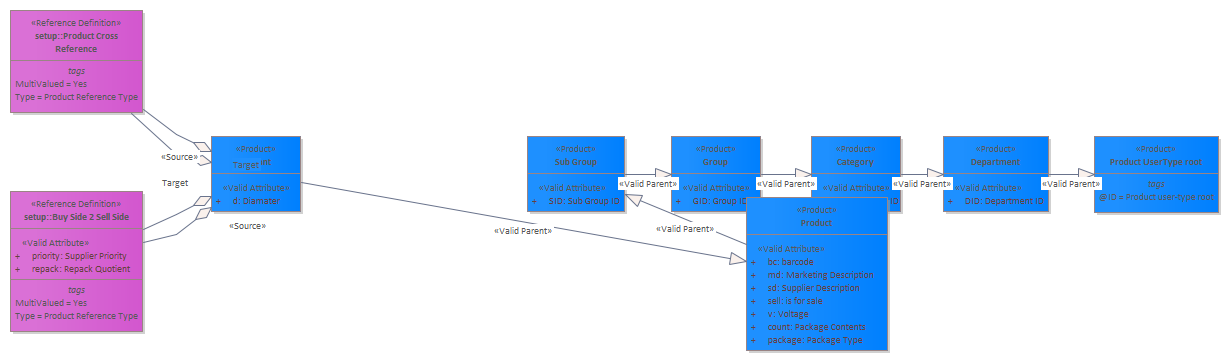 «Reference Definition»
setup::Product Cross
Reference
tags
MultiValued = Yes
Type = Product Reference Type
«Source»
Target
«Reference Definition»
setup::Buy Side 2 Sell Side
«Valid Attribute»
+ priority: Supplier Priority
+ repack: Repack Quotient
tags
MultiValued = Yes
Type = Product Reference Type
«Source»
«Product»
Target
«Valid Attribute»
+ d: Diamater
«Valid Parent»
«Product»
Sub Group
«Valid Attribute»
+ SID: Sub Group ID
«Valid Parent»
«Valid Parent»
«Product»
Group
«Valid Attribute»
+ GID: Group ID
«Valid Parent»
«Product»
Category
«Valid Attribute»
ID
«Valid Parent»
«Product»
Department
«Valid Attribute»
+ DID: Department ID
«Valid Parent»
«Product»
Product UserType root
tags
@ID = Product user-type root
«Product»
Product
«Valid Attribute»
+ bc: barcode
+ md: Marketing Description
+ sd: Supplier Description
+ sell: is for sale
+ v: Voltage
+ count: Package Contents
+ package: Package Type